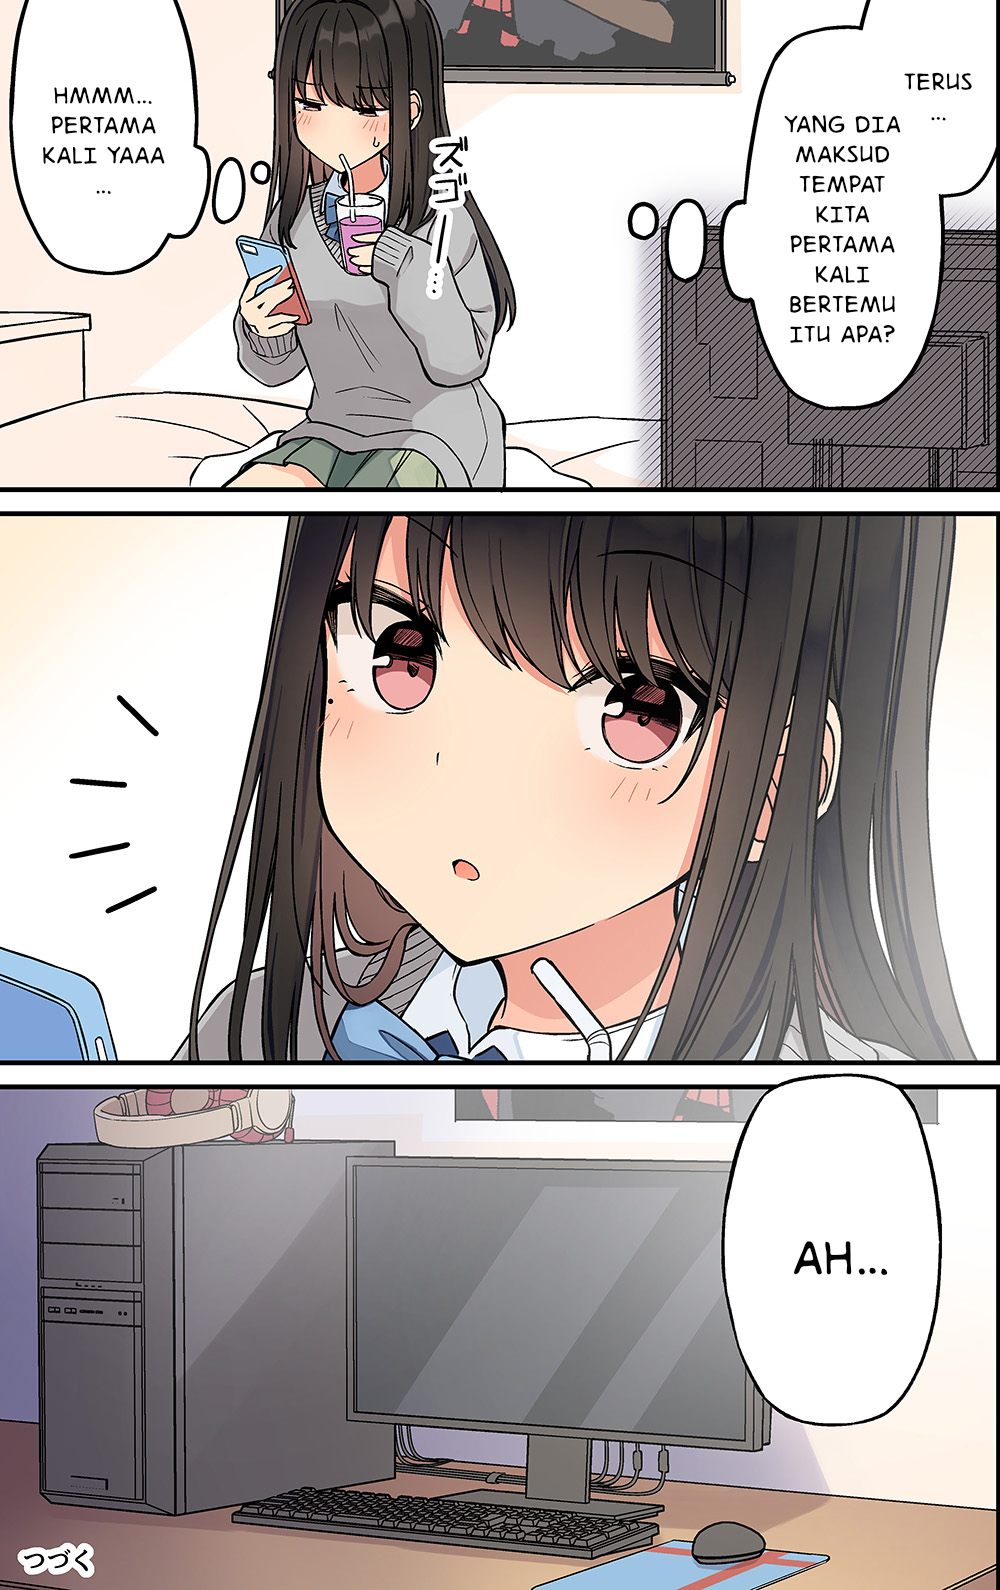 TERUS
...
YANG DIA
MAKSUD
TEMPAT
KITA
PERTAMA
KALI
BERTEMU
ITU APA?
ズゴーー…
HMMM...
PERTAMA
KALI YAAA
...
AH...
つづく